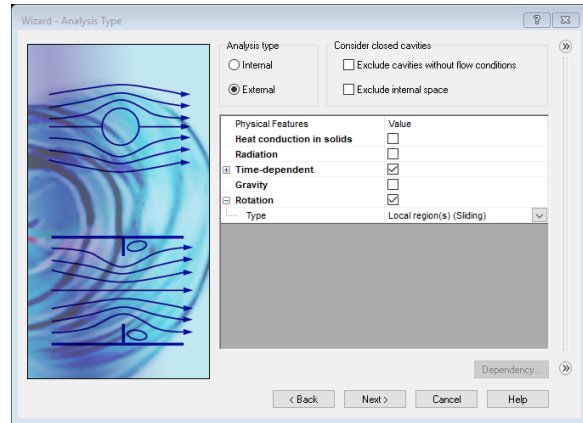 Wizard - Analysis Type
Analysis type
Internal
External
Consider closed cavities
Exclude cavities without flow conditions
Exclude internal space
Physical Features Value
Heat conduction in solids
Radiation
Time-dependent
Gravity
Rotation
Type Local region(s) (Sliding)
Dependency...
< Back Next > Cancel Help